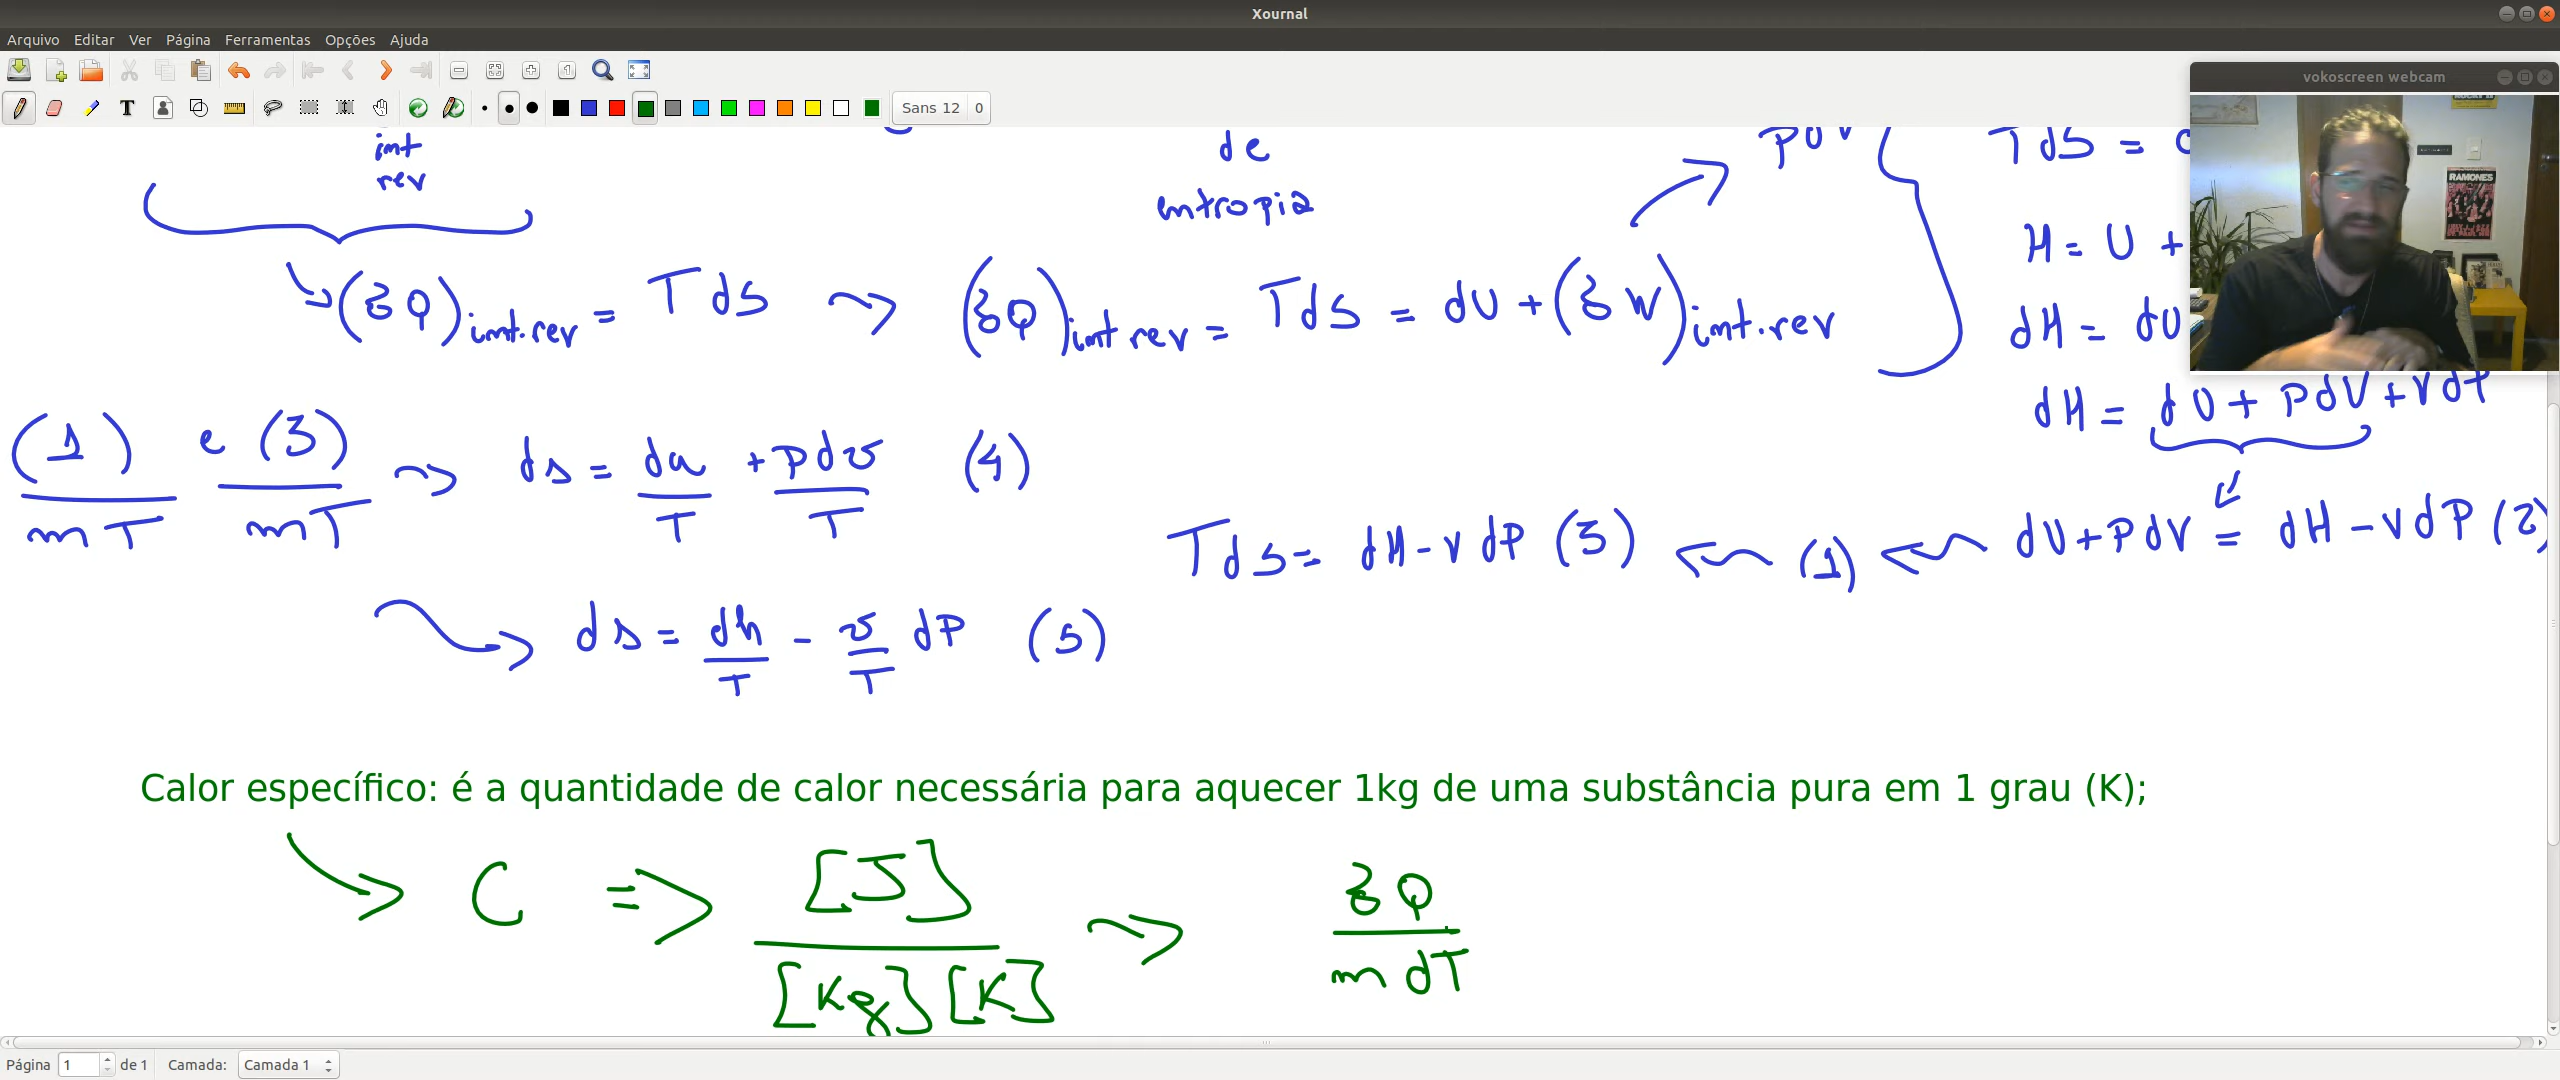 Xournal
Arquivo Editar Ver Página Ferramentas Opções Ajuda
Sans 12 0
vokoscreen webcam
RAMONES
int
rev
de
entropia
pdV
TdS =
H = U +
(δQ)int.rev = TdS ⇝ (δQ)int rev = TdS = dU + (δW)int.rev
dH = dU
dH = dU + PdV + VdP
(1)/mT e (3)/mT ⇝ ds = du/T + Pdv/T (4)
TdS = dH - VdP (3) ⇜ (1) ⇜ dU + PdV = dH - VdP (2)
⇝ ds = dh/T - v/T dP (5)
Calor específico: é a quantidade de calor necessária para aquecer 1kg de uma substância pura em 1 grau (K);
→ C => [J]/[Kg][K] ⇝ δQ/m dT
Página 1 de 1 Camada: Camada 1